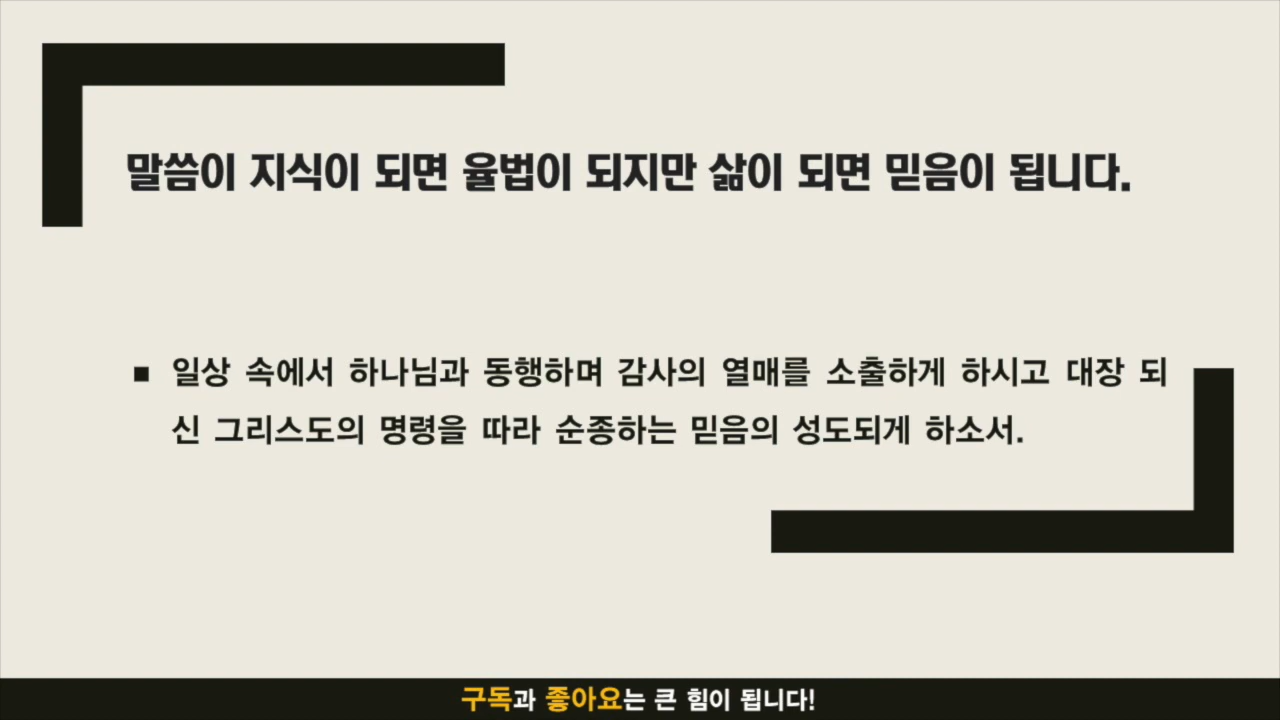 말씀이 지식이 되면 율법이 되지만 삶이 되면 믿음이 됩니다.
■ 일상 속에서 하나님과 동행하며 감사의 열매를 소출하게 하시고 대장 되
신 그리스도의 명령을 따라 순종하는 믿음의 성도되게 하소서.
구독과 좋아요는 큰 힘이 됩니다!